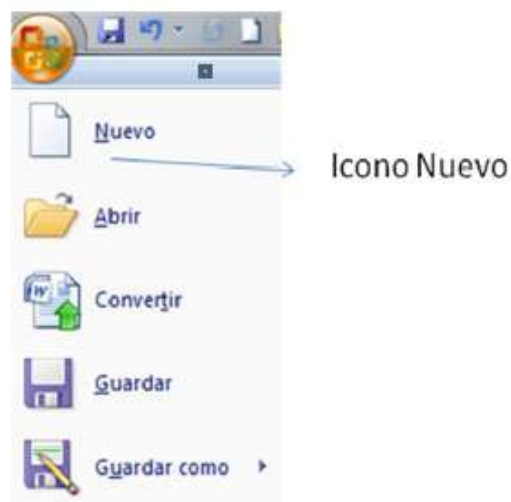 Nuevo
Icono Nuevo
Abrir
Convertir
Guardar
Guardar como